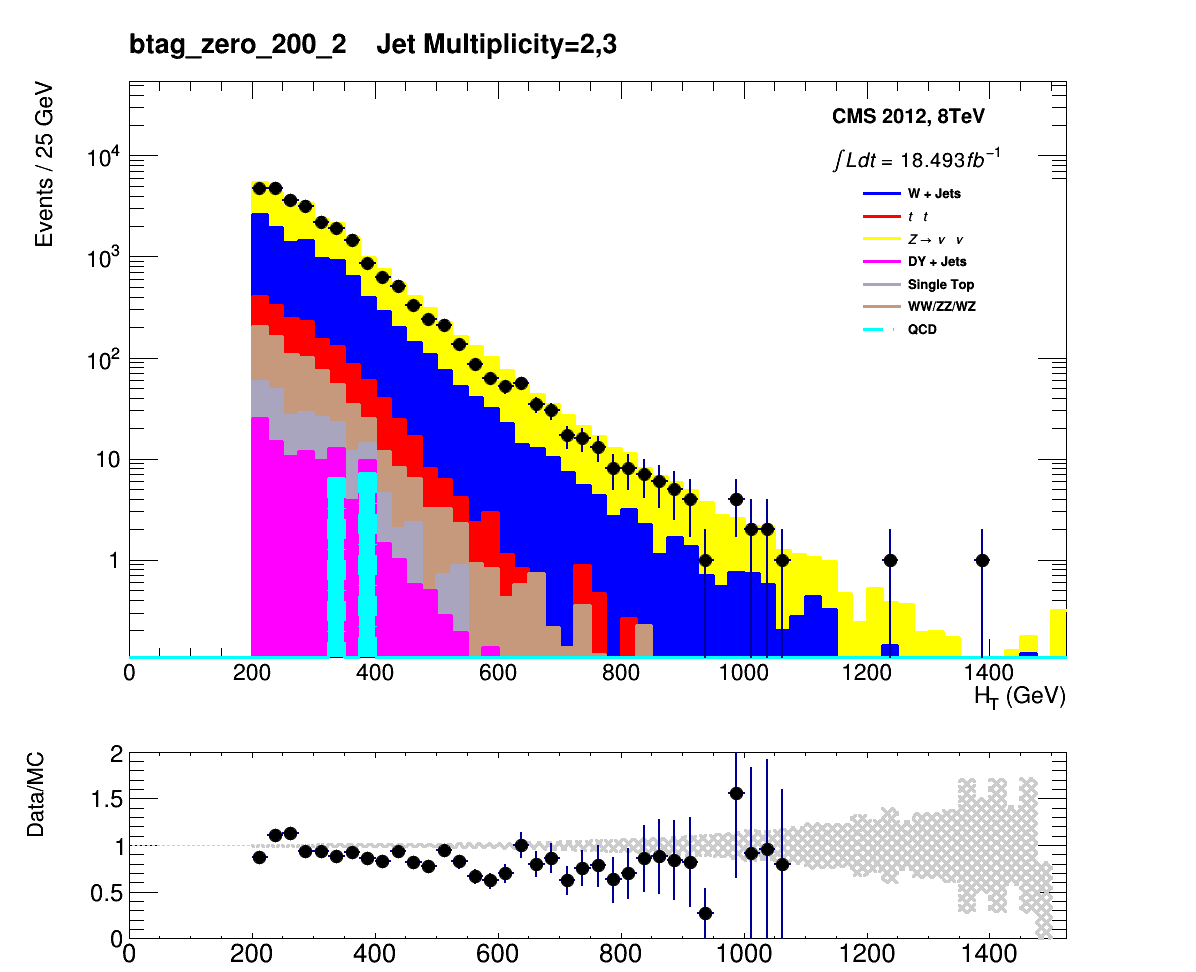 btag_zero_200_2 Jet Multiplicity=2,3
Events / 25 GeV
CMS 2012, 8TeV
∫Ldt = 18.493fb⁻¹
W + Jets
t t
Z → ν ν
DY + Jets
Single Top
WW/ZZ/WZ
QCD
10⁴
10³
10²
10
1
0 200 400 600 800 1000 1200 1400
H_T (GeV)
Data/MC
2
1.5
1
0.5
0
0 200 400 600 800 1000 1200 1400